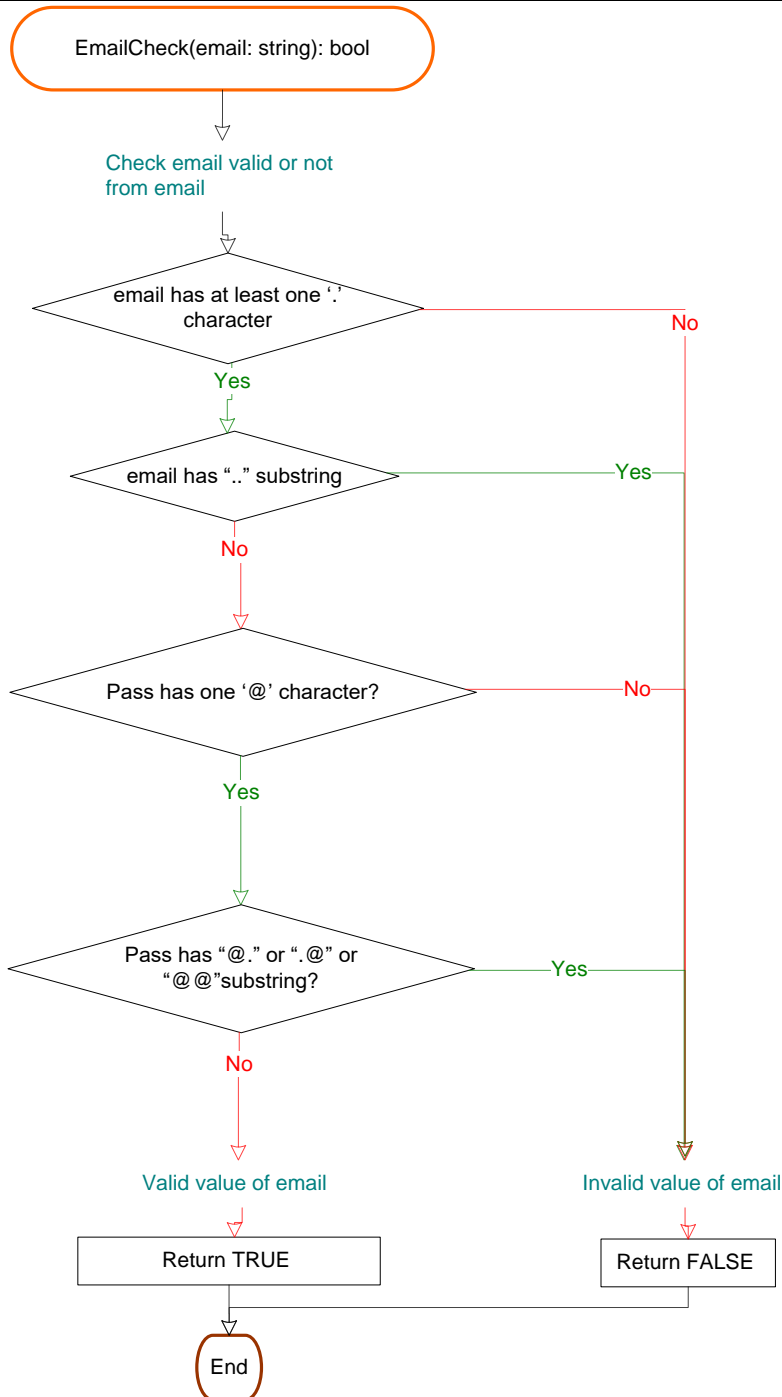 EmailCheck(email: string): bool
Check email valid or not
from email
email has at least one ‘.’
character
No
Yes
email has “..” substring
Yes
No
Pass has one ‘@’ character?
No
Yes
Pass has “@.” or “.@” or
“@@”substring?
Yes
No
Valid value of email
Invalid value of email
Return TRUE
Return FALSE
End